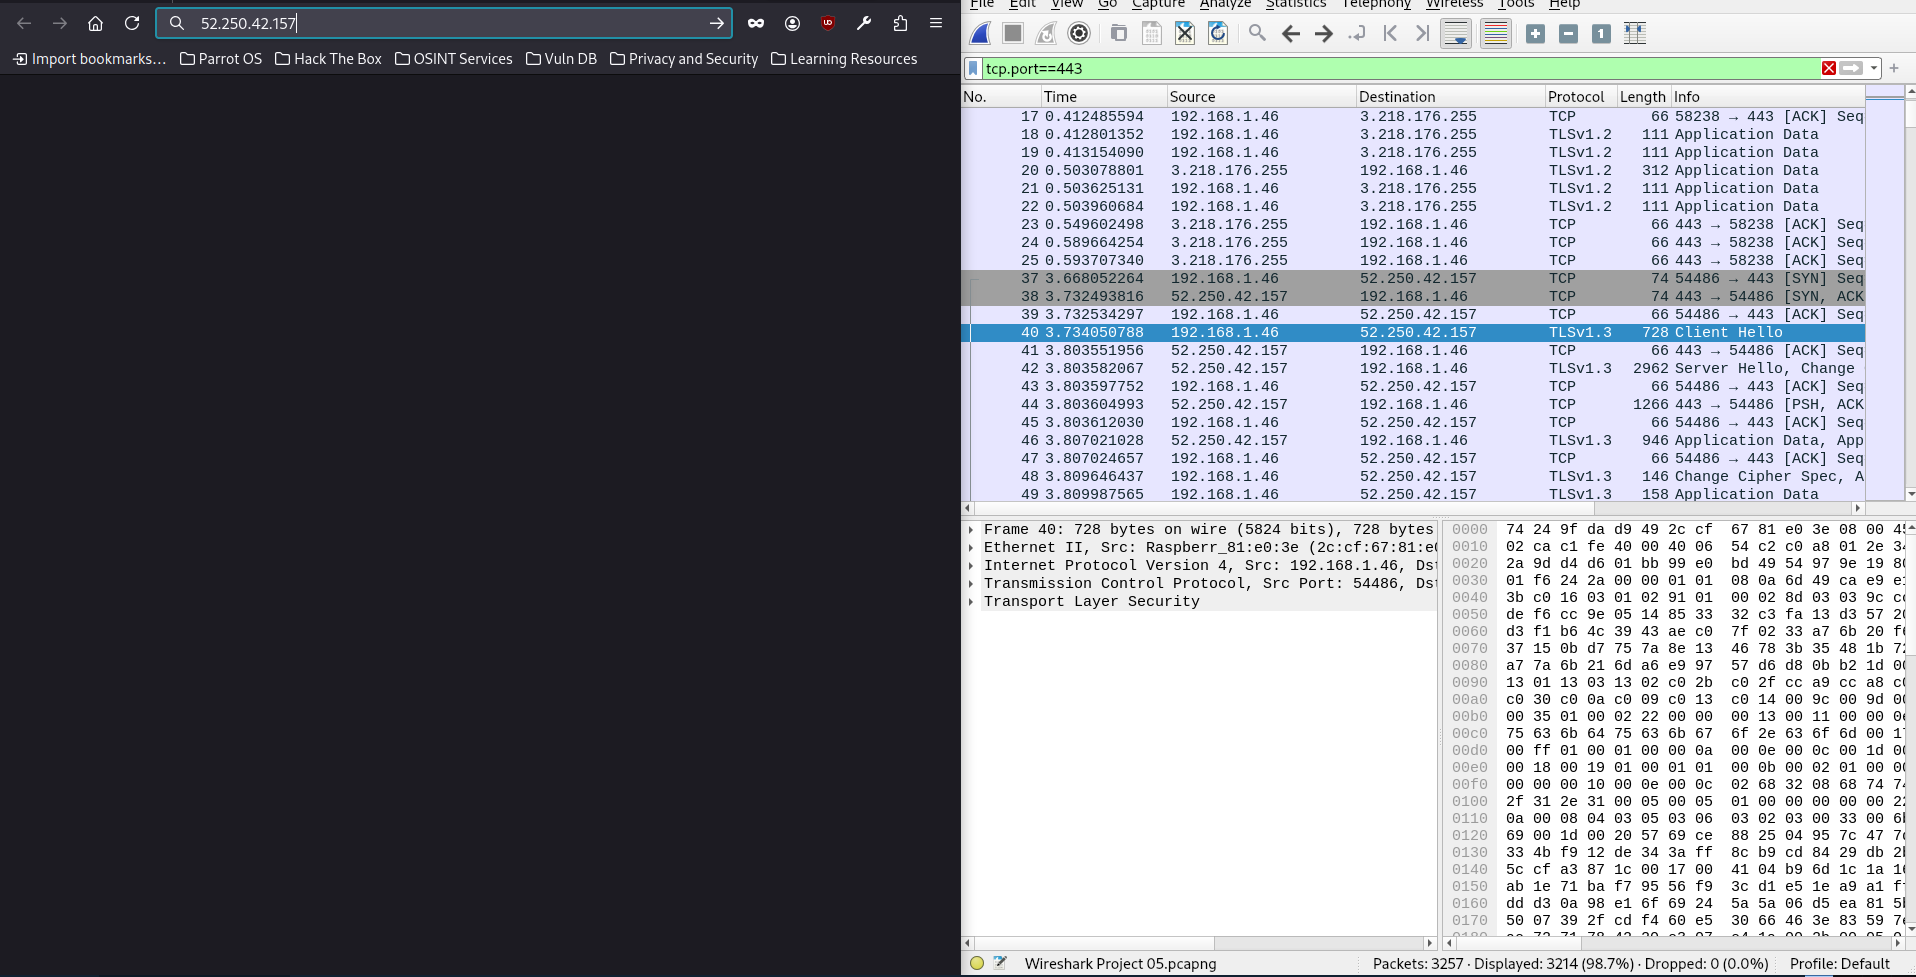 52.250.42.157
Import bookmarks… Parrot OS Hack The Box OSINT Services Vuln DB Privacy and Security Learning Resources
File Edit View Go Capture Analyze Statistics Telephony Wireless Tools Help
tcp.port==443
No. Time Source Destination Protocol Length Info
17 0.412485594 192.168.1.46 3.218.176.255 TCP 66 58238 → 443 [ACK] Seq
18 0.412801352 192.168.1.46 3.218.176.255 TLSv1.2 111 Application Data
19 0.413154090 192.168.1.46 3.218.176.255 TLSv1.2 111 Application Data
20 0.503078801 3.218.176.255 192.168.1.46 TLSv1.2 312 Application Data
21 0.503625131 192.168.1.46 3.218.176.255 TLSv1.2 111 Application Data
22 0.503960684 192.168.1.46 3.218.176.255 TLSv1.2 111 Application Data
23 0.549602498 3.218.176.255 192.168.1.46 TCP 66 443 → 58238 [ACK] Seq
24 0.589664254 3.218.176.255 192.168.1.46 TCP 66 443 → 58238 [ACK] Seq
25 0.593707340 3.218.176.255 192.168.1.46 TCP 66 443 → 58238 [ACK] Seq
37 3.668052264 192.168.1.46 52.250.42.157 TCP 74 54486 → 443 [SYN] Seq
38 3.732493816 52.250.42.157 192.168.1.46 TCP 74 443 → 54486 [SYN, ACK
39 3.732534297 192.168.1.46 52.250.42.157 TCP 66 54486 → 443 [ACK] Seq
40 3.734050788 192.168.1.46 52.250.42.157 TLSv1.3 728 Client Hello
41 3.803551956 52.250.42.157 192.168.1.46 TCP 66 443 → 54486 [ACK] Seq
42 3.803582067 52.250.42.157 192.168.1.46 TLSv1.3 2962 Server Hello, Change
43 3.803597752 192.168.1.46 52.250.42.157 TCP 66 54486 → 443 [ACK] Seq
44 3.803604993 52.250.42.157 192.168.1.46 TCP 1266 443 → 54486 [PSH, ACK
45 3.803612030 192.168.1.46 52.250.42.157 TCP 66 54486 → 443 [ACK] Seq
46 3.807021028 52.250.42.157 192.168.1.46 TLSv1.3 946 Application Data, App
47 3.807024657 192.168.1.46 52.250.42.157 TCP 66 54486 → 443 [ACK] Seq
48 3.809646437 192.168.1.46 52.250.42.157 TLSv1.3 146 Change Cipher Spec, A
49 3.809987565 192.168.1.46 52.250.42.157 TLSv1.3 158 Application Data
Frame 40: 728 bytes on wire (5824 bits), 728 bytes
Ethernet II, Src: Raspberr_81:e0:3e (2c:cf:67:81:e0
Internet Protocol Version 4, Src: 192.168.1.46, Dst
Transmission Control Protocol, Src Port: 54486, Dst
Transport Layer Security
0000 74 24 9f da d9 49 2c cf 67 81 e0 3e 08 00 45
0010 02 ca c1 fe 40 00 40 06 54 c2 c0 a8 01 2e 34
0020 2a 9d d4 d6 01 bb 99 e0 bd 49 54 97 9e 19 80
0030 01 f6 24 2a 00 00 01 01 08 0a 6d 49 ca e9 e1
0040 3b c0 16 03 01 02 91 01 00 02 8d 03 03 9c cc
0050 de f6 cc 9e 05 14 85 33 32 c3 fa 13 d3 57 20
0060 d3 f1 b6 4c 39 43 ae c0 7f 02 33 a7 6b 20 f6
0070 37 15 0b d7 75 7a 8e 13 46 78 3b 35 48 1b 72
0080 a7 7a 6b 21 6d a6 e9 97 57 d6 d8 0b b2 1d 00
0090 13 01 13 03 13 02 c0 2b c0 2f cc a9 cc a8 c0
00a0 c0 30 c0 0a c0 09 c0 13 c0 14 00 9c 00 9d 00
00b0 00 35 01 00 02 22 00 00 00 13 00 11 00 00 0e
00c0 75 63 6b 64 75 63 6b 67 6f 2e 63 6f 6d 00 17
00d0 00 ff 01 00 01 00 00 0a 00 0e 00 0c 00 1d 00
00e0 00 18 00 19 01 00 01 01 00 0b 00 02 01 00 00
00f0 00 00 00 10 00 0e 00 0c 02 68 32 08 68 74 74
0100 2f 31 2e 31 00 05 00 05 01 00 00 00 00 00 22
0110 0a 00 08 04 03 05 03 06 03 02 03 00 33 00 6b
0120 69 00 1d 00 20 57 69 ce 88 25 04 95 7c 47 7c
0130 33 4b f9 12 de 34 3a ff 8c b9 cd 84 29 db 2b
0140 5c cf a3 87 1c 00 17 00 41 04 b9 6d 1c 1a 16
0150 ab 1e 71 ba f7 95 56 f9 3c d1 e5 1e a9 a1 ff
0160 dd d3 0a 98 e1 6f 69 24 5a 5a 06 d5 ea 81 5b
0170 50 07 39 2f cd f4 60 e5 30 66 46 3e 83 59 7e
Wireshark Project 05.pcapng Packets: 3257 · Displayed: 3214 (98.7%) · Dropped: 0 (0.0%) Profile: Default